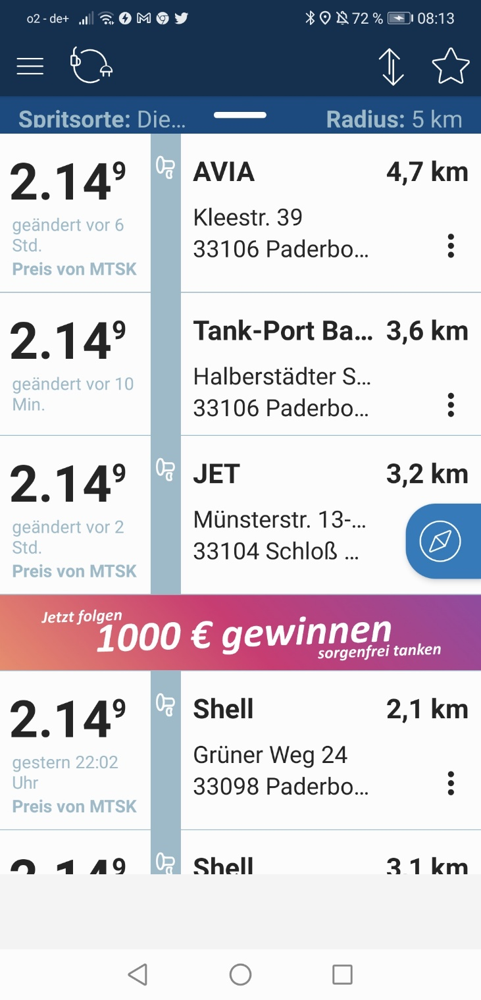 o2 - de+ 72 % 08:13
Spritsorte: Die... Radius: 5 km
2.14⁹ AVIA 4,7 km
geändert vor 6
Std.
Preis von MTSK
Kleestr. 39
33106 Paderbo...
2.14⁹ Tank-Port Ba... 3,6 km
geändert vor 10
Min.
Halberstädter S...
33106 Paderbo...
2.14⁹ JET 3,2 km
geändert vor 2
Std.
Preis von MTSK
Münsterstr. 13-...
33104 Schloß ...
Jetzt folgen
1000 € gewinnen
sorgenfrei tanken
2.14⁹ Shell 2,1 km
gestern 22:02
Uhr
Preis von MTSK
Grüner Weg 24
33098 Paderbo...
2.14⁹ Shell 3,1 km